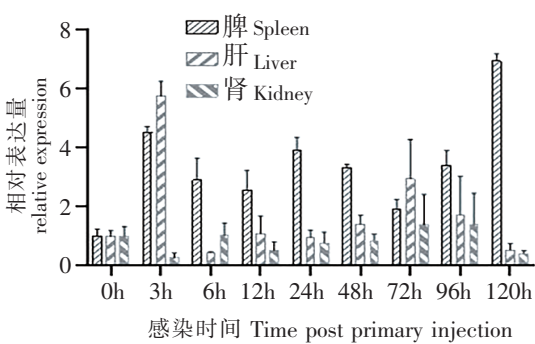 脾 Spleen
肝 Liver
肾 Kidney
8
6
4
2
0
相对表达量
relative expression
0h 3h 6h 12h 24h 48h 72h 96h 120h
感染时间 Time post primary injection